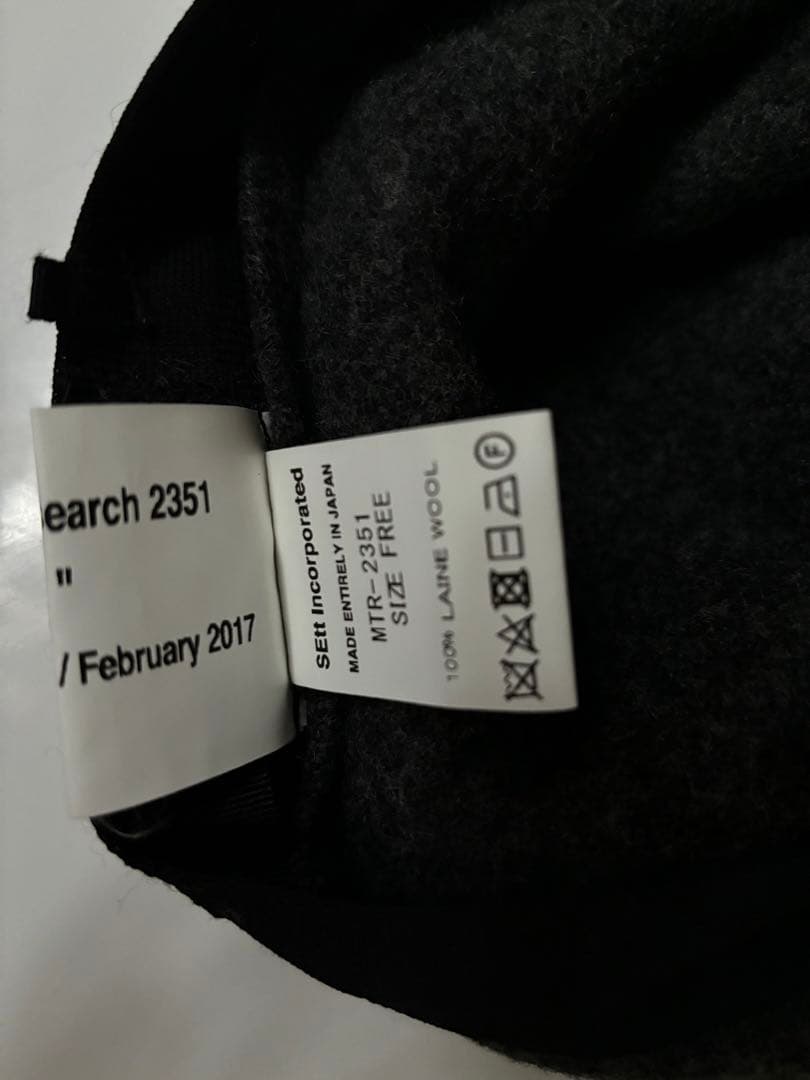 earch 2351
"
/ February 2017
SEtt Incorporated
MADE ENTIRELY IN JAPAN
MTR-2351
SIZE FREE
100% LAINE WOOL
F